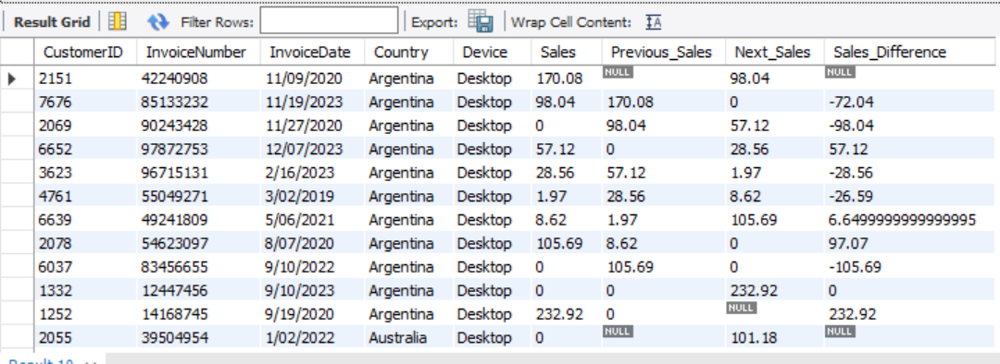 Result Grid Filter Rows: Export: Wrap Cell Content: IA
CustomerID InvoiceNumber InvoiceDate Country Device Sales Previous_Sales Next_Sales Sales_Difference
2151 42240908 11/09/2020 Argentina Desktop 170.08 NULL 98.04 NULL
7676 85133232 11/19/2023 Argentina Desktop 98.04 170.08 0 -72.04
2069 90243428 11/27/2020 Argentina Desktop 0 98.04 57.12 -98.04
6652 97872753 12/07/2023 Argentina Desktop 57.12 0 28.56 57.12
3623 96715131 2/16/2023 Argentina Desktop 28.56 57.12 1.97 -28.56
4761 55049271 3/02/2019 Argentina Desktop 1.97 28.56 8.62 -26.59
6639 49241809 5/06/2021 Argentina Desktop 8.62 1.97 105.69 6.6499999999999995
2078 54623097 8/07/2020 Argentina Desktop 105.69 8.62 0 97.07
6037 83456655 9/10/2022 Argentina Desktop 0 105.69 0 -105.69
1332 12447456 9/10/2023 Argentina Desktop 0 0 232.92 0
1252 14168745 9/19/2020 Argentina Desktop 232.92 0 NULL 232.92
2055 39504954 1/02/2022 Australia Desktop 0 NULL 101.18 NULL